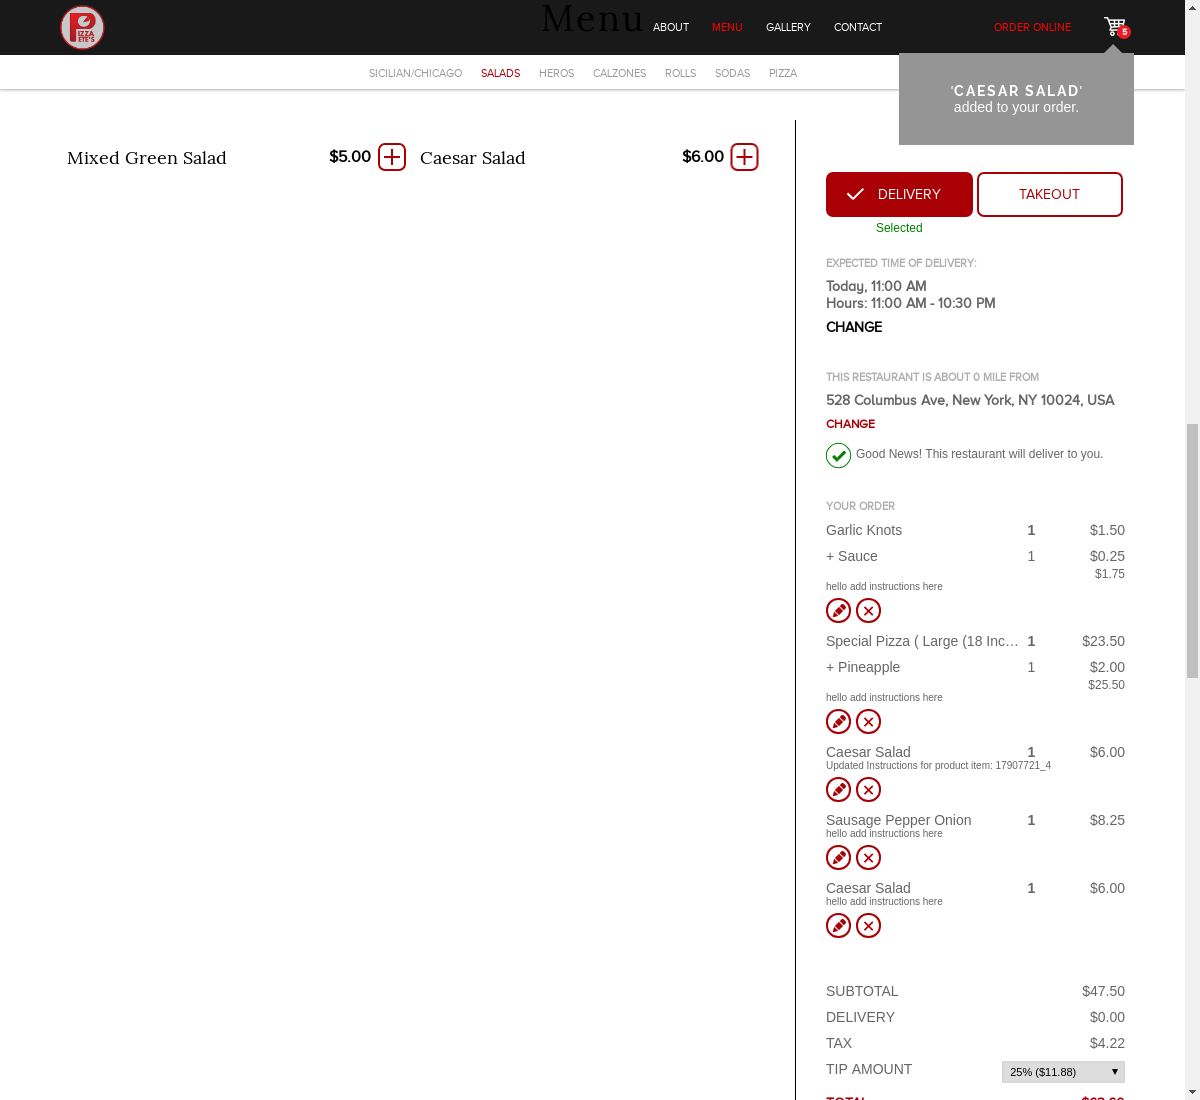 PIZZA
ETE'S
Menu
ABOUT
MENU
GALLERY
CONTACT
ORDER ONLINE
5
SICILIAN/CHICAGO
SALADS
HEROS
CALZONES
ROLLS
SODAS
PIZZA
'CAESAR SALAD'
added to your order.
Mixed Green Salad $5.00
Caesar Salad $6.00
DELIVERY
TAKEOUT
Selected
EXPECTED TIME OF DELIVERY:
Today, 11:00 AM
Hours: 11:00 AM - 10:30 PM
CHANGE
THIS RESTAURANT IS ABOUT 0 MILE FROM
528 Columbus Ave, New York, NY 10024, USA
CHANGE
Good News! This restaurant will deliver to you.
YOUR ORDER
Garlic Knots 1 $1.50
+ Sauce 1 $0.25
$1.75
hello add instructions here
Special Pizza ( Large (18 Inc... 1 $23.50
+ Pineapple 1 $2.00
$25.50
hello add instructions here
Caesar Salad 1 $6.00
Updated Instructions for product item: 17907721_4
Sausage Pepper Onion 1 $8.25
hello add instructions here
Caesar Salad 1 $6.00
hello add instructions here
SUBTOTAL $47.50
DELIVERY $0.00
TAX $4.22
TIP AMOUNT 25% ($11.88)
TOTAL $63.60